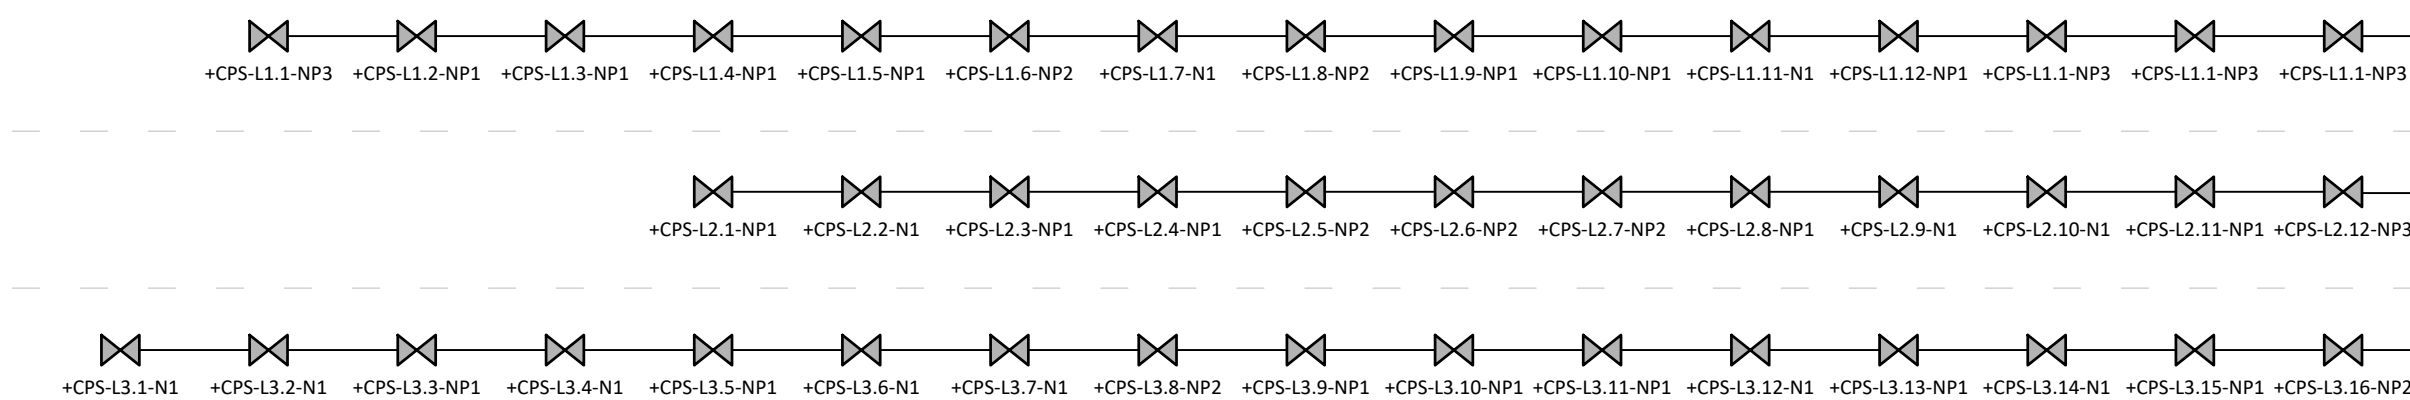 +CPS-L1.1-NP3 +CPS-L1.2-NP1 +CPS-L1.3-NP1 +CPS-L1.4-NP1 +CPS-L1.5-NP1 +CPS-L1.6-NP2 +CPS-L1.7-N1 +CPS-L1.8-NP2 +CPS-L1.9-NP1 +CPS-L1.10-NP1 +CPS-L1.11-N1 +CPS-L1.12-NP1 +CPS-L1.1-NP3 +CPS-L1.1-NP3 +CPS-L1.1-NP3
+CPS-L2.1-NP1 +CPS-L2.2-N1 +CPS-L2.3-NP1 +CPS-L2.4-NP1 +CPS-L2.5-NP2 +CPS-L2.6-NP2 +CPS-L2.7-NP2 +CPS-L2.8-NP1 +CPS-L2.9-N1 +CPS-L2.10-N1 +CPS-L2.11-NP1 +CPS-L2.12-NP3
+CPS-L3.1-N1 +CPS-L3.2-N1 +CPS-L3.3-NP1 +CPS-L3.4-N1 +CPS-L3.5-NP1 +CPS-L3.6-N1 +CPS-L3.7-N1 +CPS-L3.8-NP2 +CPS-L3.9-NP1 +CPS-L3.10-NP1 +CPS-L3.11-NP1 +CPS-L3.12-N1 +CPS-L3.13-NP1 +CPS-L3.14-N1 +CPS-L3.15-NP1 +CPS-L3.16-NP2